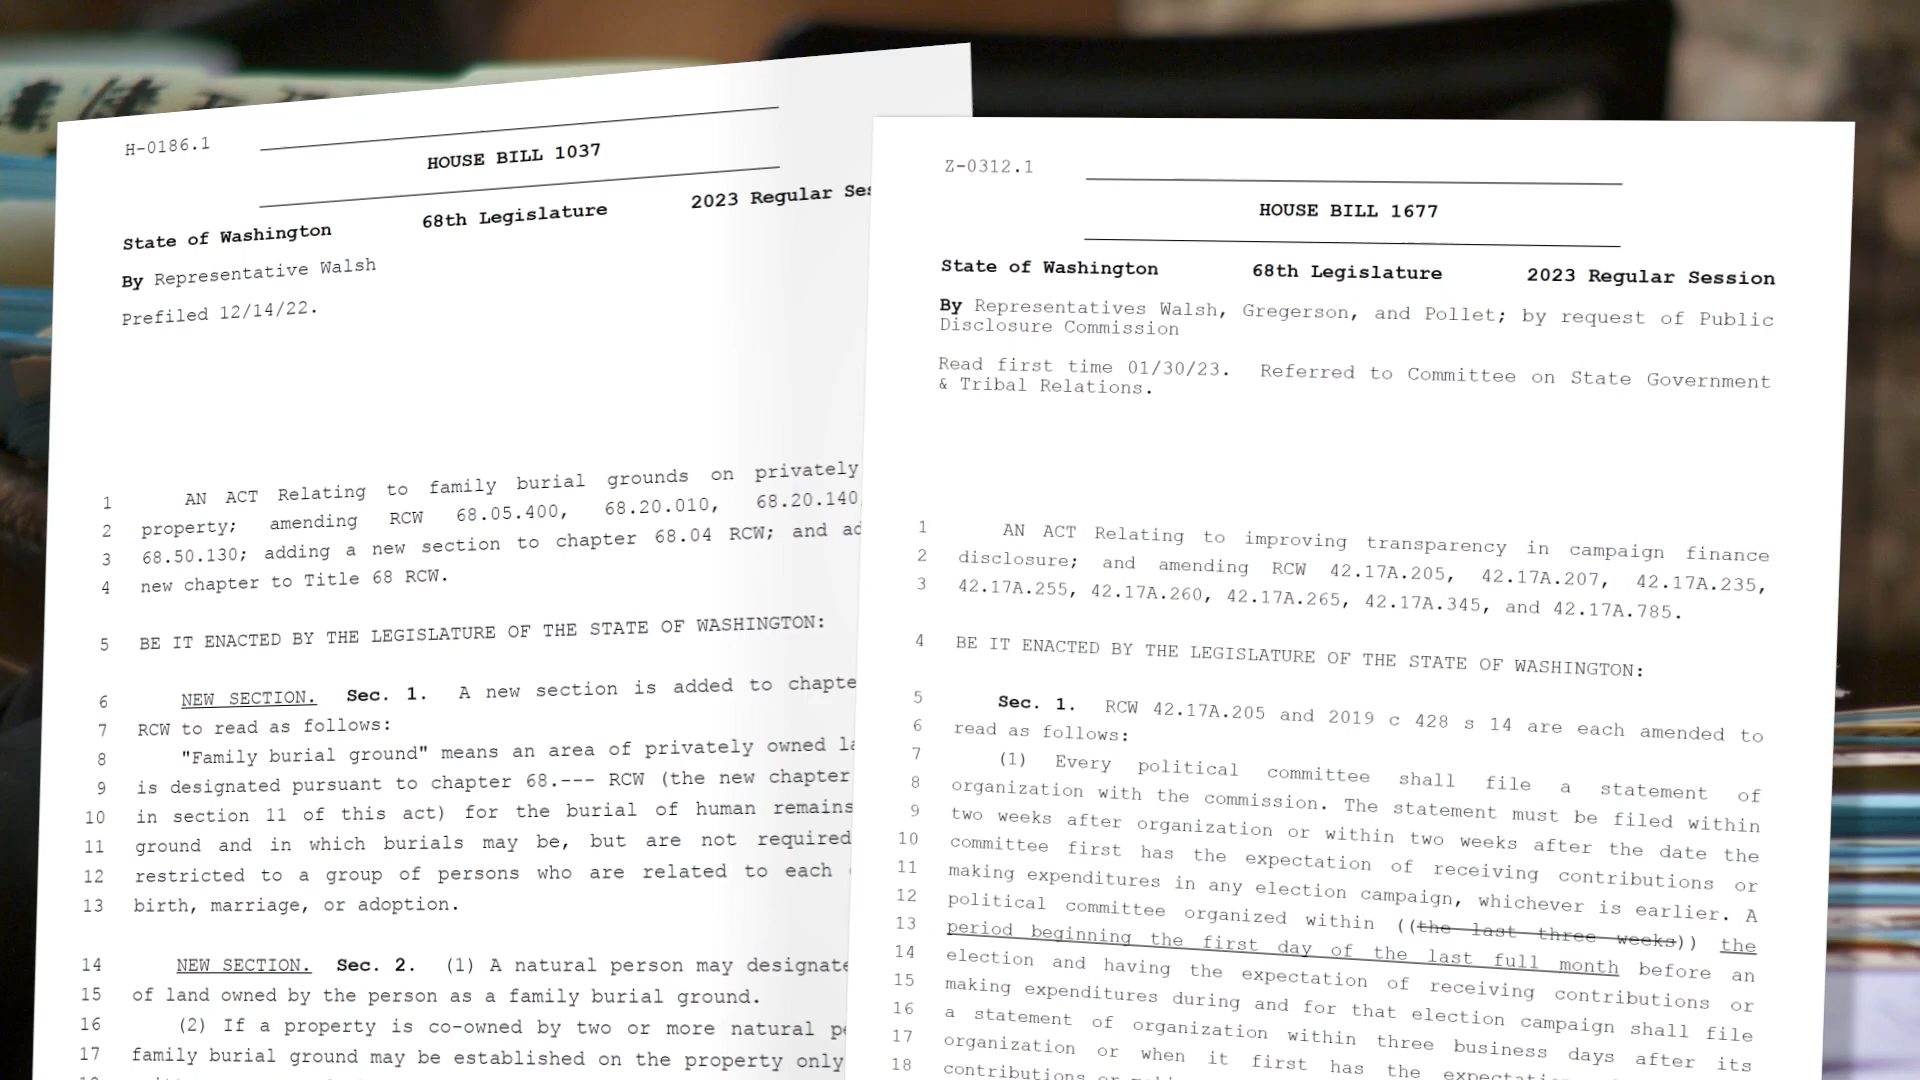 H-0186.1
HOUSE BILL 1037
State of Washington 68th Legislature 2023 Regular
By Representative Walsh
Prefiled 12/14/22.
1 AN ACT Relating to family burial grounds on privately
2 property; amending RCW 68.05.400, 68.20.010, 68.20.140
3 68.50.130; adding a new section to chapter 68.04 RCW; and
4 new chapter to Title 68 RCW.
5 BE IT ENACTED BY THE LEGISLATURE OF THE STATE OF WASHINGTON:
6 NEW SECTION. Sec. 1. A new section is added to
7 RCW to read as follows:
8 "Family burial ground" means an area of privately owned
9 is designated pursuant to chapter 68.--- RCW (the new chapter
10 in section 11 of this act) for the burial of human remains
11 ground and in which burials may be, but are not required
12 restricted to a group of persons who are related to each
13 birth, marriage, or adoption.
14 NEW SECTION. Sec. 2. (1) A natural person may designate
15 of land owned by the person as a family burial ground.
16 (2) If a property is co-owned by two or more natural
17 family burial ground may be established on the property only
Z-0312.1
HOUSE BILL 1677
State of Washington 68th Legislature 2023 Regular Session
By Representatives Walsh, Gregerson, and Pollet; by request of Public
Disclosure Commission
Read first time 01/30/23. Referred to Committee on State Government
& Tribal Relations.
1 AN ACT Relating to improving transparency in campaign finance
2 disclosure; and amending RCW 42.17A.205, 42.17A.207, 42.17A.235,
3 42.17A.255, 42.17A.260, 42.17A.265, 42.17A.345, and 42.17A.785.
4 BE IT ENACTED BY THE LEGISLATURE OF THE STATE OF WASHINGTON:
5 Sec. 1. RCW 42.17A.205 and 2019 c 428 s 14 are each amended to
6 read as follows:
7 (1) Every political committee shall file a statement of
8 organization with the commission. The statement must be filed within
9 two weeks after organization or within two weeks after the date the
10 committee first has the expectation of receiving contributions or
11 making expenditures in any election campaign, whichever is earlier. A
12 political committee organized within ((the last three weeks)) the
13 period beginning the first day of the last full month before an
14 election and having the expectation of receiving contributions or
15 making expenditures during and for that election campaign shall file
16 a statement of organization within three business days after its
17 organization or when it first has the expectation of
18 contributions or